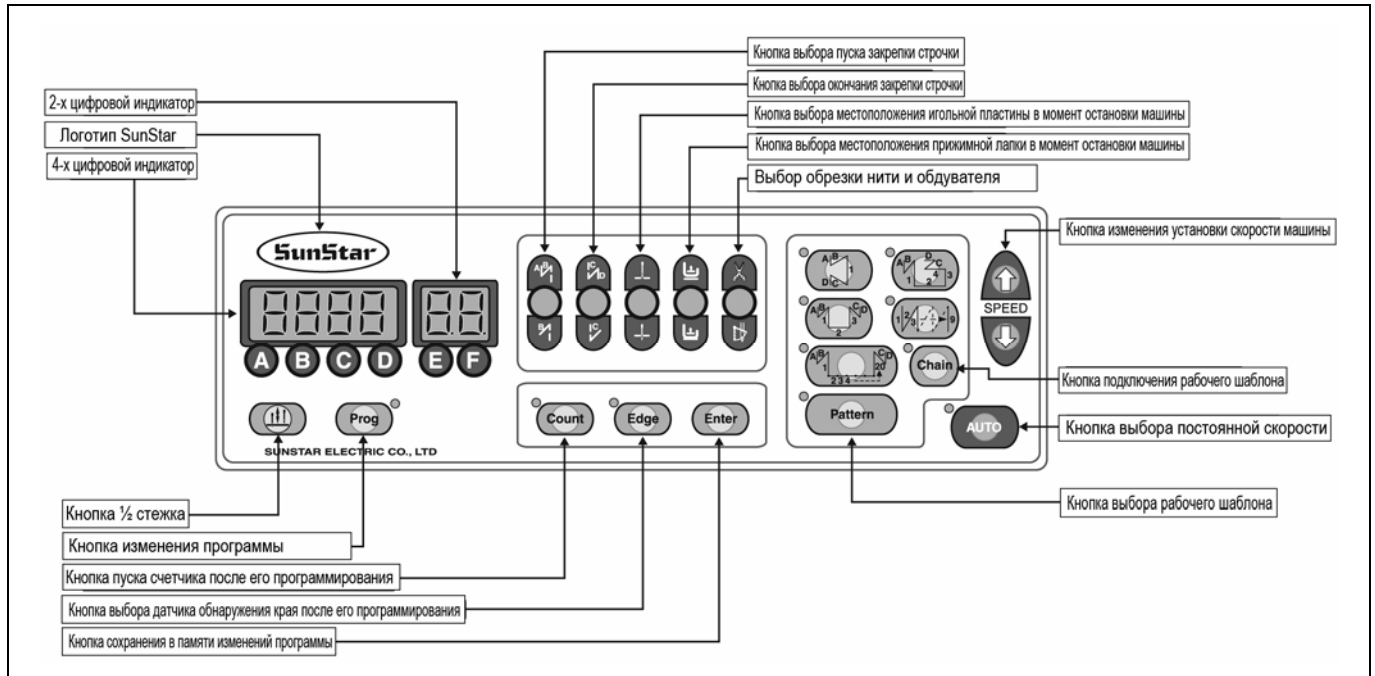 Кнопка выбора пуска закрепки строчки
Кнопка выбора окончания закрепки строчки
2-х цифровой индикатор
Кнопка выбора местоположения игольной пластины в момент остановки машины
Логотип SunStar
Кнопка выбора местоположения прижимной лапки в момент остановки машины
4-х цифровой индикатор
Выбор обрезки нити и обдувателя
Кнопка изменения установки скорости машины
SunStar
SPEED
A B C D E F
Chain
Кнопка подключения рабочего шаблона
Prog
Count
Edge
Enter
Pattern
AUTO
Кнопка выбора постоянной скорости
SUNSTAR ELECTRIC CO., LTD
Кнопка выбора рабочего шаблона
Кнопка ½ стежка
Кнопка изменения программы
Кнопка пуска счетчика после его программирования
Кнопка выбора датчика обнаружения края после его программирования
Кнопка сохранения в памяти изменений программы